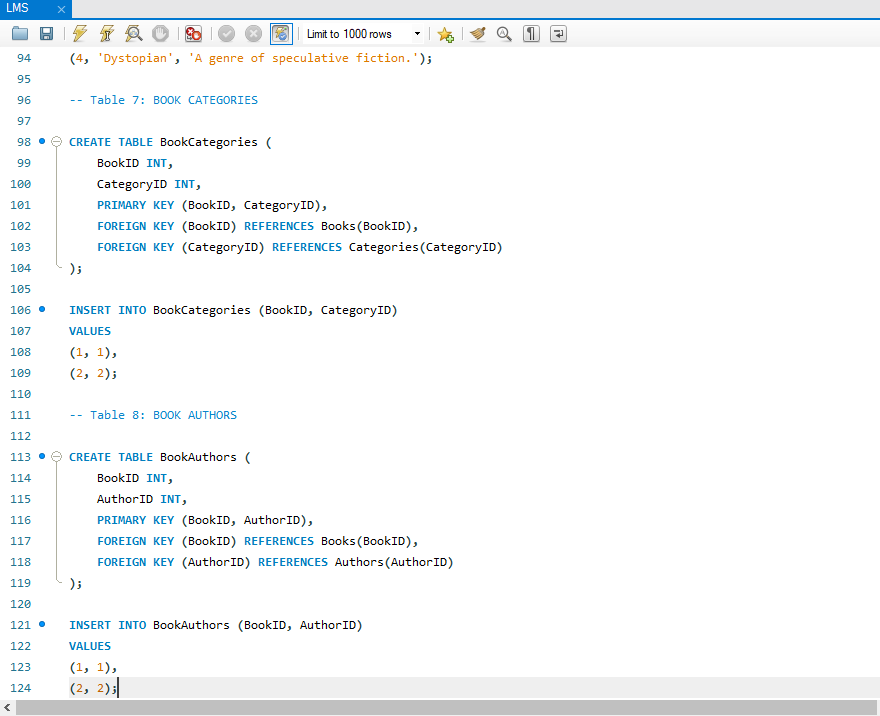 LMS
Limit to 1000 rows
94 (4, 'Dystopian', 'A genre of speculative fiction.');
95
96 -- Table 7: BOOK CATEGORIES
97
98 CREATE TABLE BookCategories (
99 BookID INT,
100 CategoryID INT,
101 PRIMARY KEY (BookID, CategoryID),
102 FOREIGN KEY (BookID) REFERENCES Books(BookID),
103 FOREIGN KEY (CategoryID) REFERENCES Categories(CategoryID)
104 );
105
106 INSERT INTO BookCategories (BookID, CategoryID)
107 VALUES
108 (1, 1),
109 (2, 2);
110
111 -- Table 8: BOOK AUTHORS
112
113 CREATE TABLE BookAuthors (
114 BookID INT,
115 AuthorID INT,
116 PRIMARY KEY (BookID, AuthorID),
117 FOREIGN KEY (BookID) REFERENCES Books(BookID),
118 FOREIGN KEY (AuthorID) REFERENCES Authors(AuthorID)
119 );
120
121 INSERT INTO BookAuthors (BookID, AuthorID)
122 VALUES
123 (1, 1),
124 (2, 2);